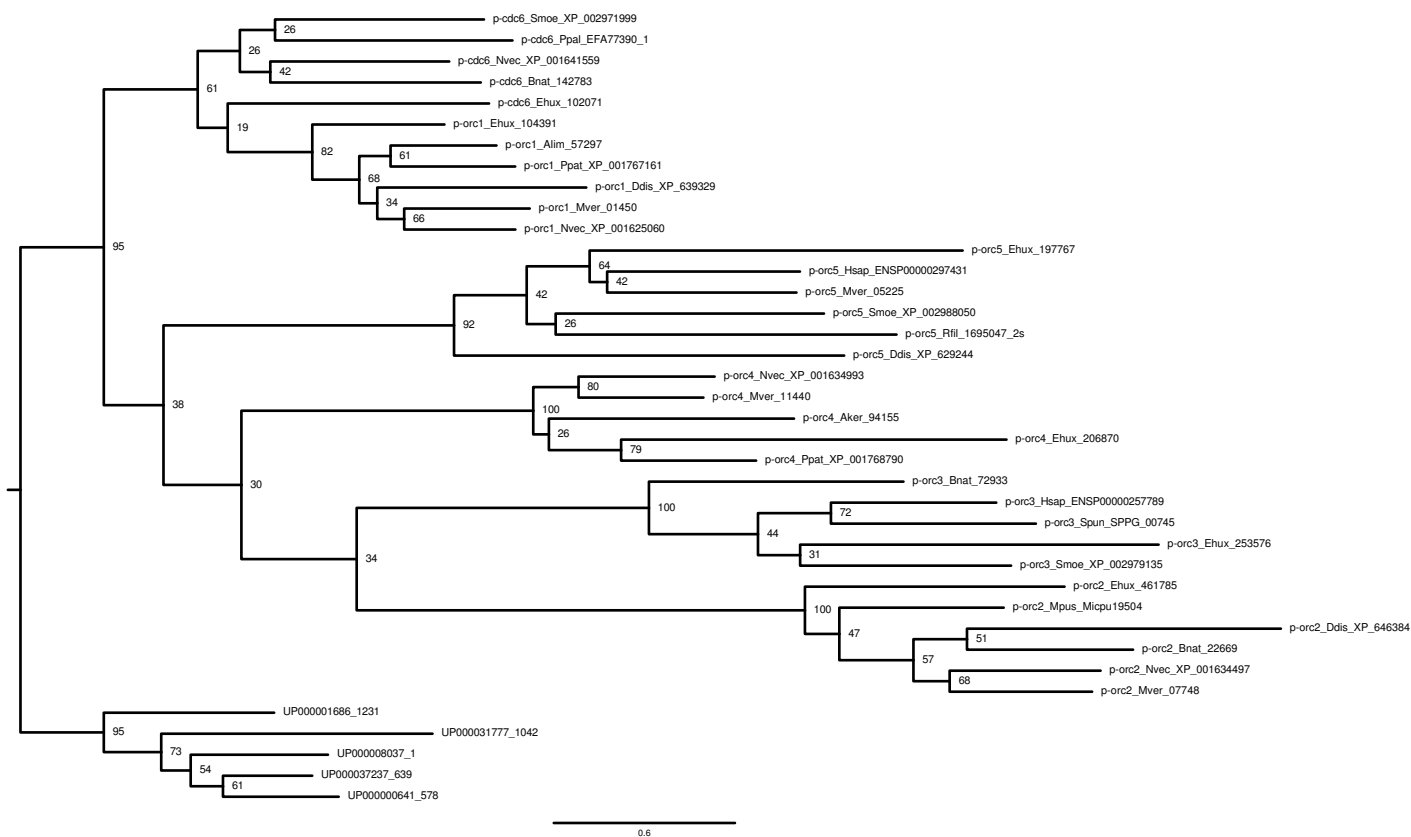 p-cdc6_Smoe_XP_002971999
26
p-cdc6_Ppal_EFA77390_1
26
p-cdc6_Nvec_XP_001641559
42
p-cdc6_Bnat_142783
61
p-cdc6_Ehux_102071
19
p-orc1_Ehux_104391
82
p-orc1_Alim_57297
61
p-orc1_Ppat_XP_001767161
68
p-orc1_Ddis_XP_639329
34
p-orc1_Mver_01450
66
p-orc1_Nvec_XP_001625060
95
p-orc5_Ehux_197767
64
p-orc5_Hsap_ENSP00000297431
42
p-orc5_Mver_05225
42
p-orc5_Smoe_XP_002988050
26
p-orc5_Rfil_1695047_2s
92
p-orc5_Ddis_XP_629244
38
p-orc4_Nvec_XP_001634993
80
p-orc4_Mver_11440
100
p-orc4_Aker_94155
26
p-orc4_Ehux_206870
79
p-orc4_Ppat_XP_001768790
30
p-orc3_Bnat_72933
100
p-orc3_Hsap_ENSP00000257789
72
p-orc3_Spun_SPPG_00745
44
p-orc3_Ehux_253576
31
p-orc3_Smoe_XP_002979135
34
p-orc2_Ehux_461785
100
p-orc2_Mpus_Micpu19504
47
p-orc2_Ddis_XP_646384
51
p-orc2_Bnat_22669
57
p-orc2_Nvec_XP_001634497
68
p-orc2_Mver_07748
UP000001686_1231
95
UP000031777_1042
73
UP000008037_1
54
UP000037237_639
61
UP000000641_578
0.6